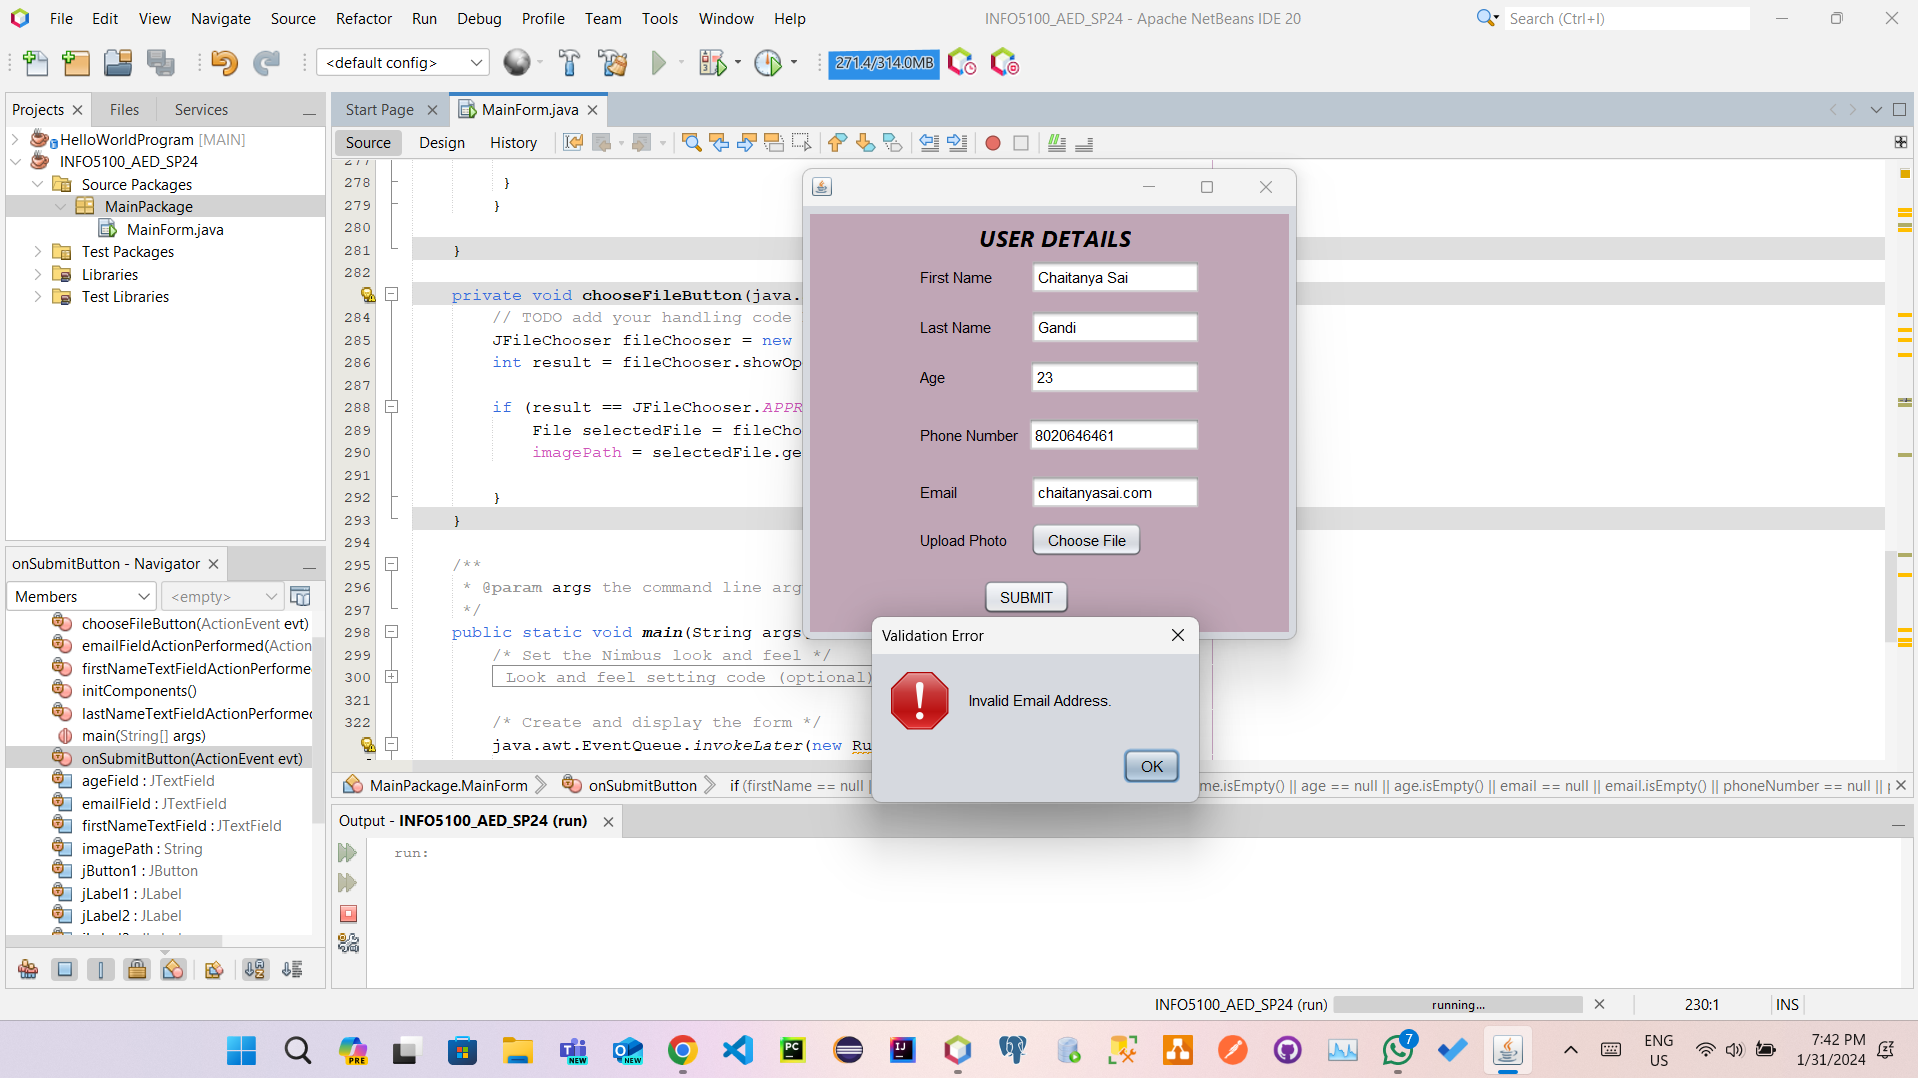 File Edit View Navigate Source Refactor Run Debug Profile Team Tools Window Help
INFO5100_AED_SP24 - Apache NetBeans IDE 20
Search (Ctrl+I)
<default config>
271.4/314.0MB
Projects Files Services
HelloWorldProgram [MAIN]
INFO5100_AED_SP24
Source Packages
MainPackage
MainForm.java
Test Packages
Libraries
Test Libraries
Start Page MainForm.java
Source Design History
277
278 }
279 }
280
281 }
282
private void chooseFileButton(java.
284 // TODO add your handling code
285 JFileChooser fileChooser = new
286 int result = fileChooser.showOp
287
288 if (result == JFileChooser.APPR
289 File selectedFile = fileCho
290 imagePath = selectedFile.ge
291
292 }
293 }
294
295 /**
296 * @param args the command line arg
297 */
298 public static void main(String args
299 /* Set the Nimbus look and feel */
300 Look and feel setting code (optional)
321
322 /* Create and display the form */
java.awt.EventQueue.invokeLater(new Ru
USER DETAILS
First Name Chaitanya Sai
Last Name Gandi
Age 23
Phone Number 8020646461
Email chaitanyasai.com
Upload Photo Choose File
SUBMIT
Validation Error
Invalid Email Address.
OK
onSubmitButton - Navigator
Members <empty>
chooseFileButton(ActionEvent evt)
emailFieldActionPerformed(Action
firstNameTextFieldActionPerforme
initComponents()
lastNameTextFieldActionPerformed
main(String[] args)
onSubmitButton(ActionEvent evt)
ageField : JTextField
emailField : JTextField
firstNameTextField : JTextField
imagePath : String
jButton1 : JButton
jLabel1 : JLabel
jLabel2 : JLabel
MainPackage.MainForm onSubmitButton if (firstName == null || me.isEmpty() || age == null || age.isEmpty() || email == null || email.isEmpty() || phoneNumber == null || p
Output - INFO5100_AED_SP24 (run)
run:
INFO5100_AED_SP24 (run) running... 230:1 INS
PRE
NEW
NEW
PC
IJ
7
ENG
US
7:42 PM
1/31/2024